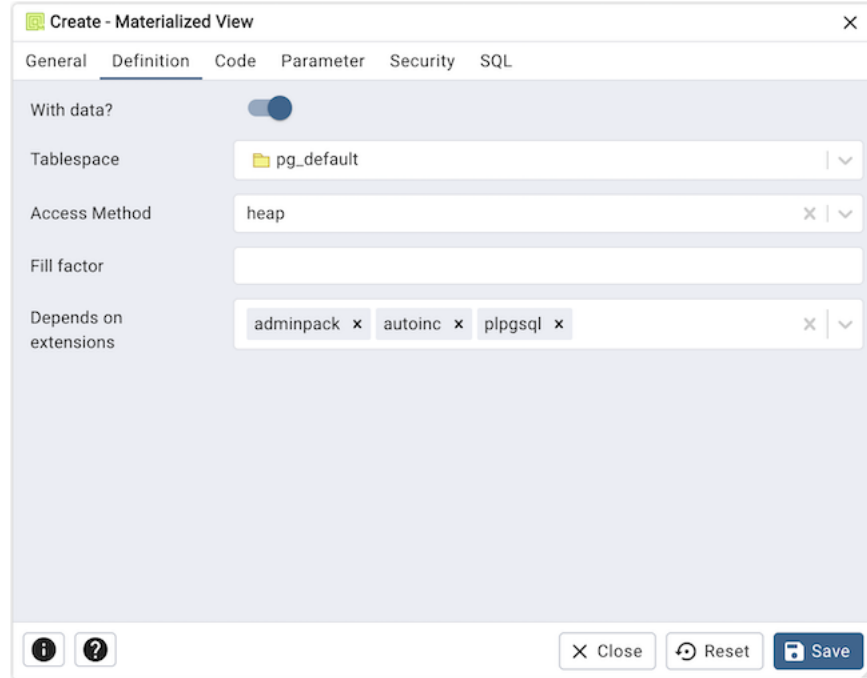 Create - Materialized View
General Definition Code Parameter Security SQL
With data?
Tablespace pg_default
Access Method heap
Fill factor
Depends on
extensions
adminpack autoinc plpgsql
Close Reset Save